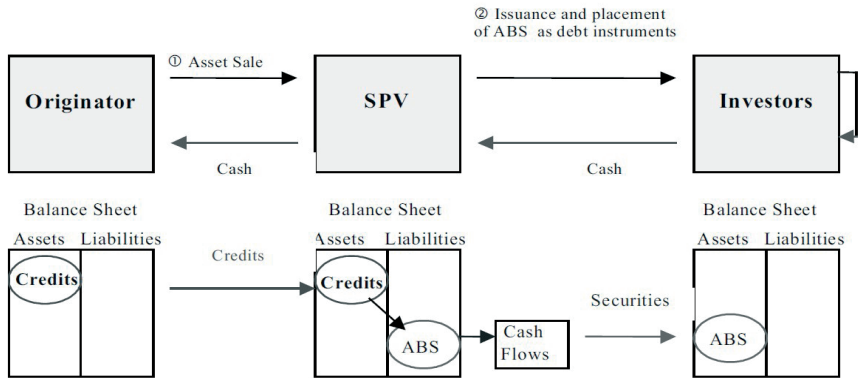 ② Issuance and placement
of ABS as debt instruments
① Asset Sale
Originator
SPV
Investors
Cash
Cash
Balance Sheet
Balance Sheet
Balance Sheet
Assets Liabilities
Assets Liabilities
Assets Liabilities
Credits
Credits
Credits
Securities
ABS
Cash
Flows
ABS